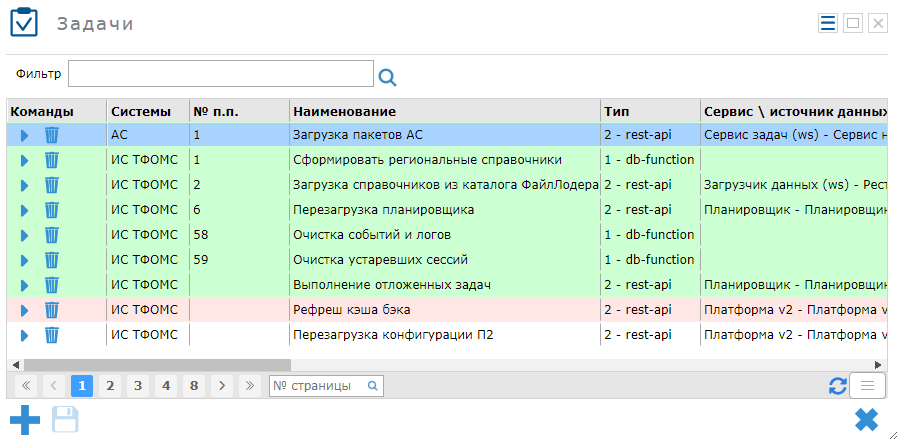 Задачи
Фильтр
Команды Системы № п.п. Наименование Тип Сервис \ источник данных
АС 1 Загрузка пакетов АС 2 - rest-api Сервис задач (ws) - Сервис
ИС ТФОМС 1 Сформировать региональные справочники 1 - db-function
ИС ТФОМС 2 Загрузка справочников из каталога ФайлЛодера 2 - rest-api Загрузчик данных (ws) - Рест
ИС ТФОМС 6 Перезагрузка планировщика 2 - rest-api Планировщик - Планировщик
ИС ТФОМС 58 Очистка событий и логов 1 - db-function
ИС ТФОМС 59 Очистка устаревших сессий 1 - db-function
ИС ТФОМС Выполнение отложенных задач 2 - rest-api Планировщик - Планировщик
ИС ТФОМС Рефреш кэша бэка 2 - rest-api Платформа v2 - Платформа v
ИС ТФОМС Перезагрузка конфигурации П2 2 - rest-api Платформа v2 - Платформа v
« ‹ 1 2 3 4 8 › » № страницы